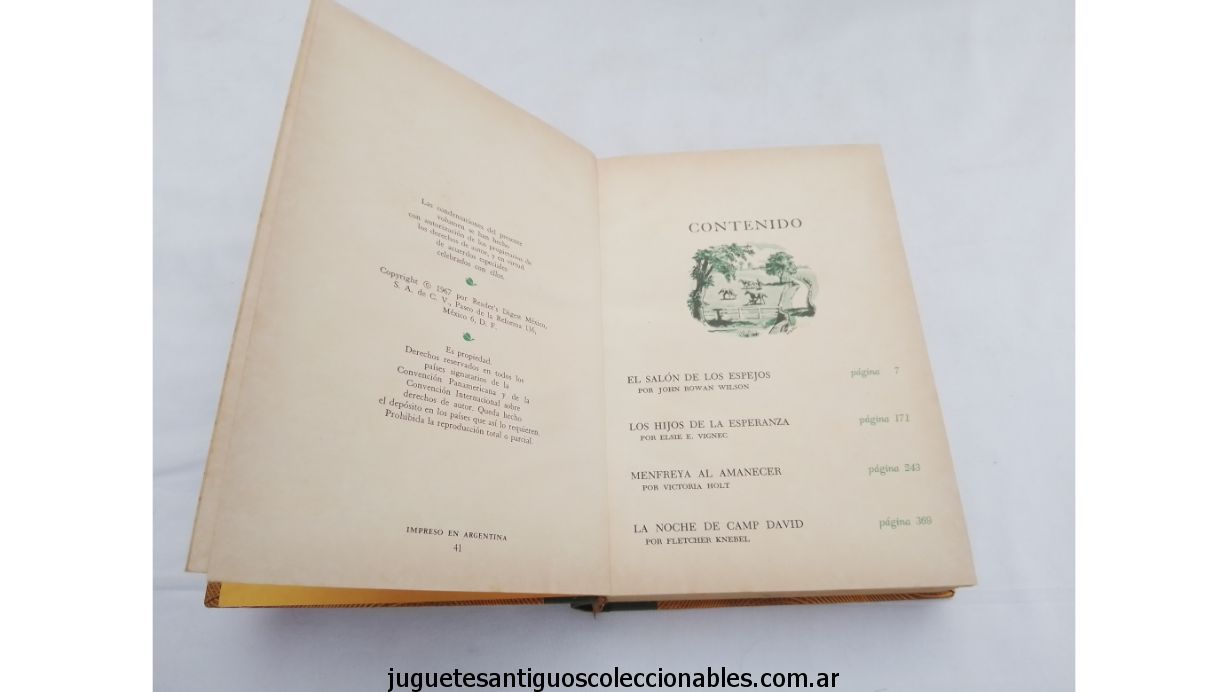 Las condensaciones del presente
volumen se han hecho
con autorización de los propietarios de
los derechos de autor, y en virtud
de acuerdos especiales
celebrados con ellos.
Copyright © 1967 por Reader's Digest México,
S. A. de C. V., Paseo de la Reforma 116,
México 6, D. F.
Es propiedad.
Derechos reservados en todos los
países signatarios de la
Convención Panamericana y de la
Convención Internacional sobre
derechos de autor. Queda hecho
el depósito en los países que así lo requieren.
Prohibida la reproducción total o parcial.
IMPRESO EN ARGENTINA
41
CONTENIDO
EL SALÓN DE LOS ESPEJOS página 7
POR JOHN ROWAN WILSON
LOS HIJOS DE LA ESPERANZA página 171
POR ELSIE E. VIGNEC
MENFREYA AL AMANECER página 243
POR VICTORIA HOLT
LA NOCHE DE CAMP DAVID página 369
POR FLETCHER KNEBEL
juguetesantiguoscoleccionables.com.ar